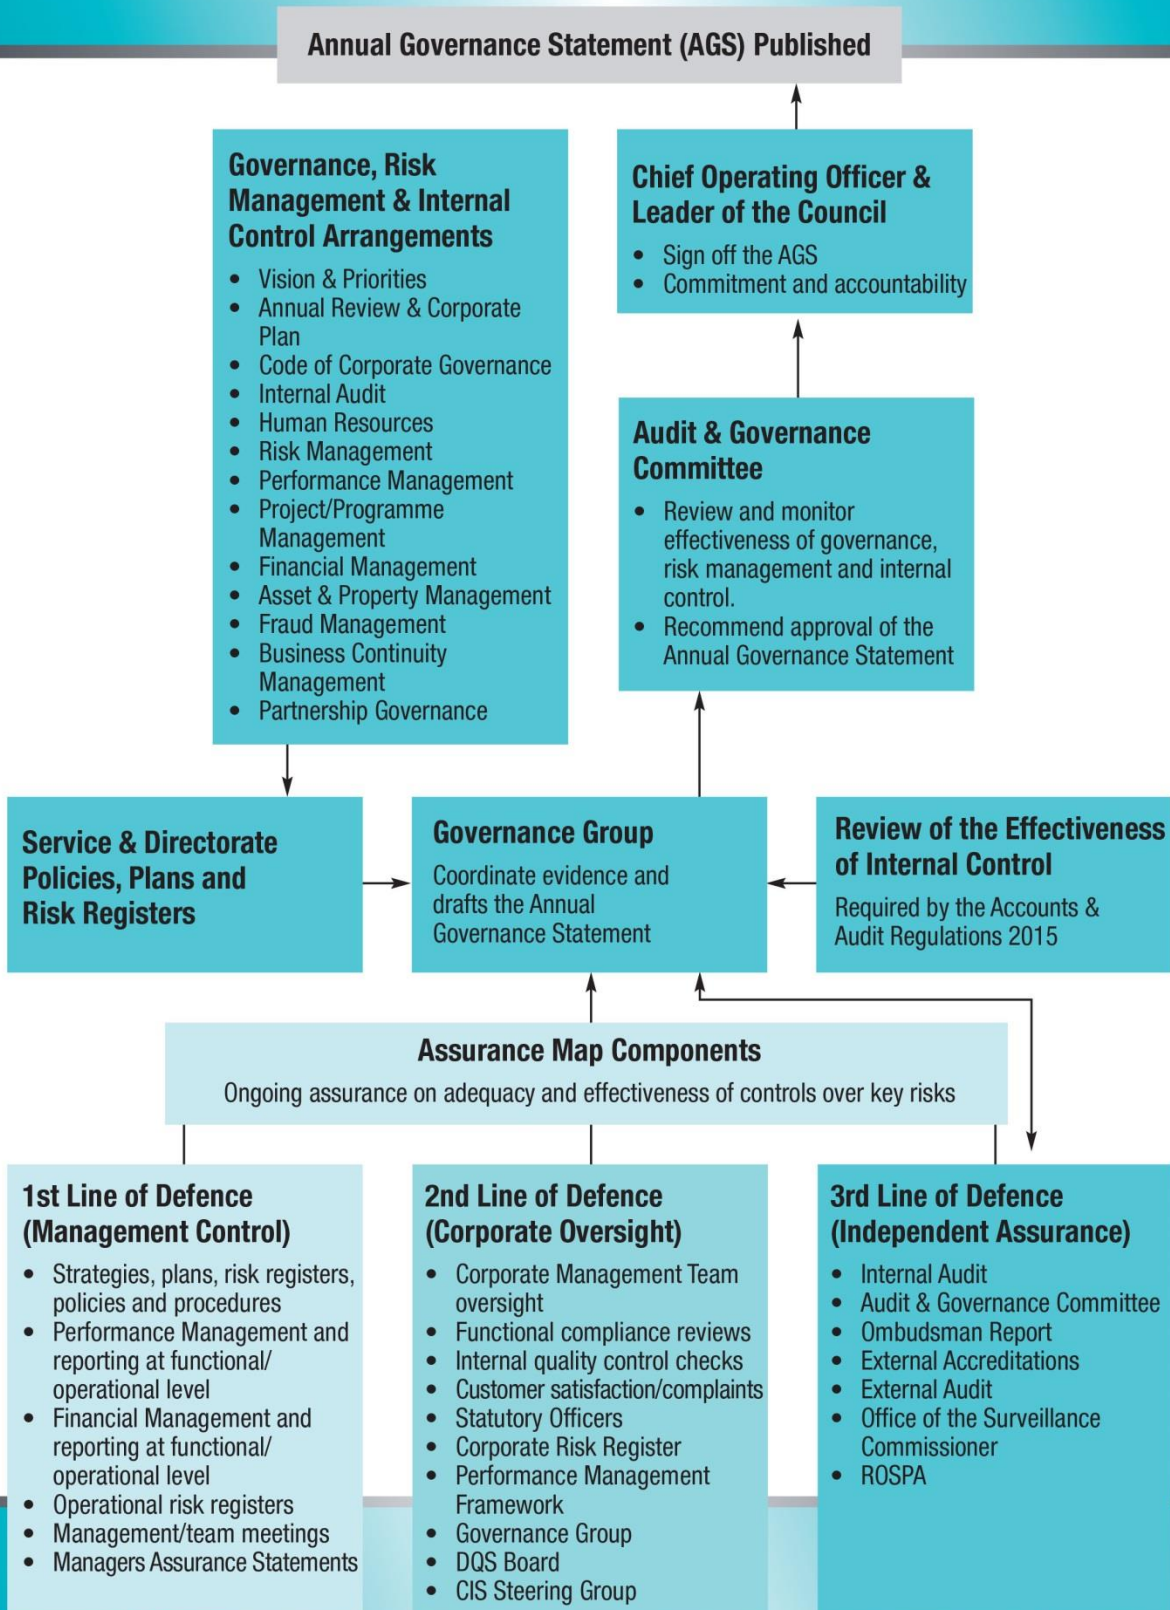 Annual Governance Statement (AGS) Published
Governance, Risk
Management & Internal
Control Arrangements
• Vision & Priorities
• Annual Review & Corporate
Plan
• Code of Corporate Governance
• Internal Audit
• Human Resources
• Risk Management
• Performance Management
• Project/Programme
Management
• Financial Management
• Asset & Property Management
• Fraud Management
• Business Continuity
Management
• Partnership Governance
Chief Operating Officer &
Leader of the Council
• Sign off the AGS
• Commitment and accountability
Audit & Governance
Committee
• Review and monitor
effectiveness of governance,
risk management and internal
control.
• Recommend approval of the
Annual Governance Statement
Service & Directorate
Policies, Plans and
Risk Registers
Governance Group
Coordinate evidence and
drafts the Annual
Governance Statement
Review of the Effectiveness
of Internal Control
Required by the Accounts &
Audit Regulations 2015
Assurance Map Components
Ongoing assurance on adequacy and effectiveness of controls over key risks
1st Line of Defence
(Management Control)
• Strategies, plans, risk registers,
policies and procedures
• Performance Management and
reporting at functional/
operational level
• Financial Management and
reporting at functional/
operational level
• Operational risk registers
• Management/team meetings
• Managers Assurance Statements
2nd Line of Defence
(Corporate Oversight)
• Corporate Management Team
oversight
• Functional compliance reviews
• Internal quality control checks
• Customer satisfaction/complaints
• Statutory Officers
• Corporate Risk Register
• Performance Management
Framework
• Governance Group
• DQS Board
• CIS Steering Group
3rd Line of Defence
(Independent Assurance)
• Internal Audit
• Audit & Governance Committee
• Ombudsman Report
• External Accreditations
• External Audit
• Office of the Surveillance
Commissioner
• ROSPA